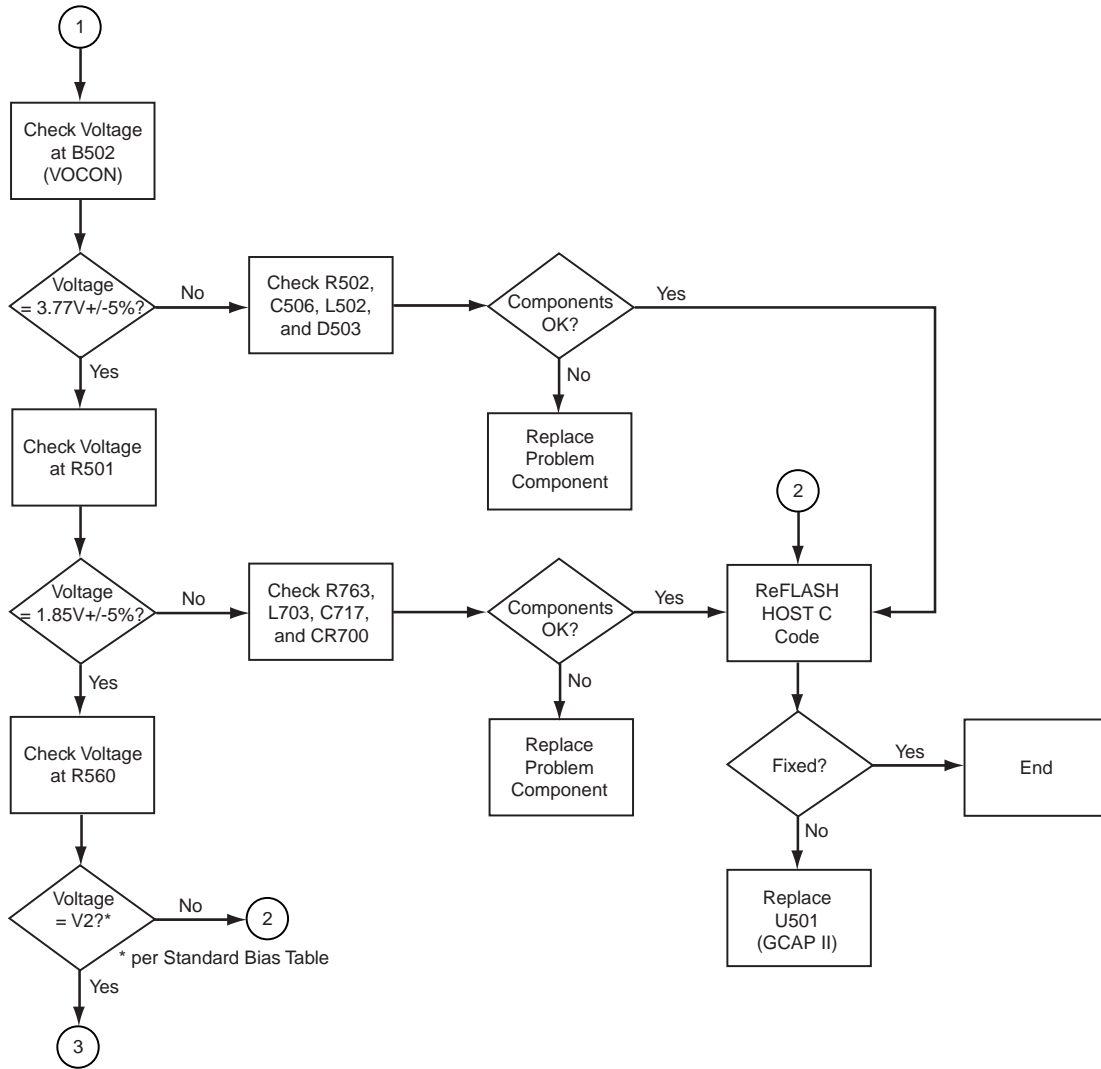 1
Check Voltage
at B502
(VOCON)
Voltage
= 3.77V+/-5%?
No
Check R502,
C506, L502,
and D503
Components
OK?
Yes
No
Replace
Problem
Component
Yes
Check Voltage
at R501
Voltage
= 1.85V+/-5%?
No
Check R763,
L703, C717,
and CR700
Components
OK?
Yes
No
Replace
Problem
Component
2
ReFLASH
HOST C
Code
Fixed?
Yes
End
No
Replace
U501
(GCAP II)
Yes
Check Voltage
at R560
Voltage
= V2?*
No
2
* per Standard Bias Table
Yes
3